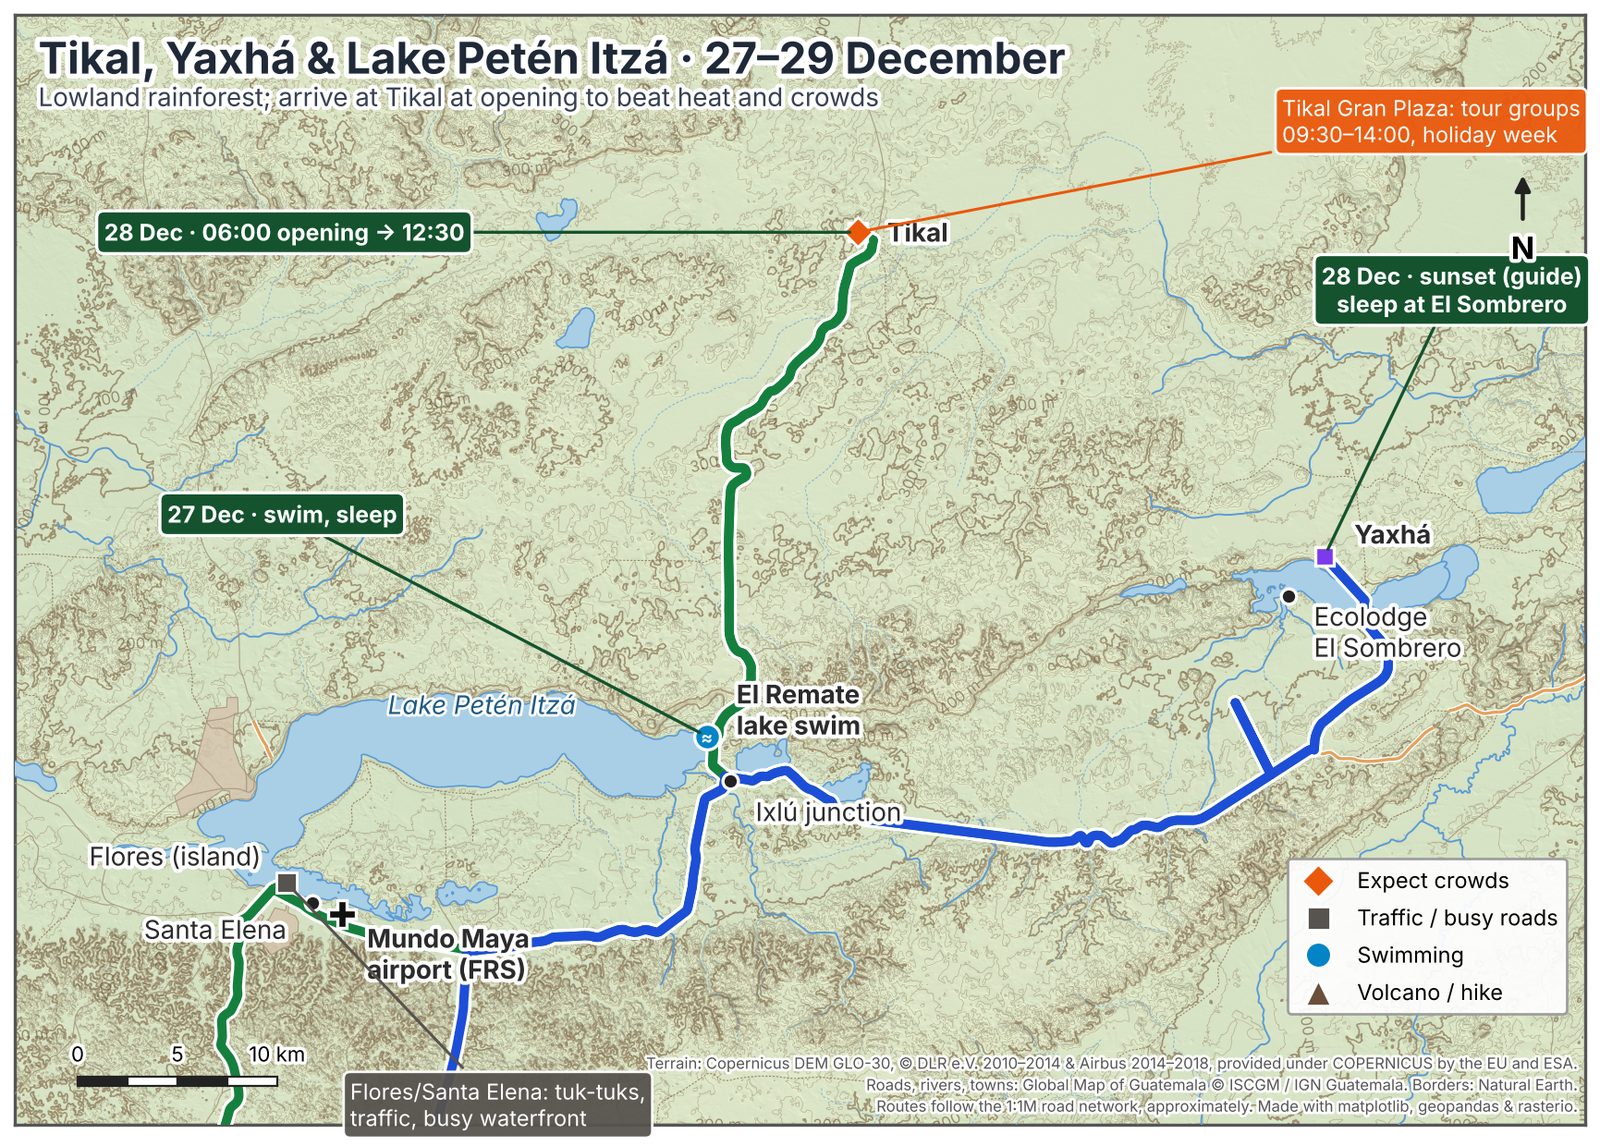 Tikal, Yaxhá & Lake Petén Itzá · 27–29 December
Lowland rainforest; arrive at Tikal at opening to beat heat and crowds
Tikal Gran Plaza: tour groups
09:30–14:00, holiday week
N
28 Dec · 06:00 opening → 12:30
Tikal
28 Dec · sunset (guide)
sleep at El Sombrero
27 Dec · swim, sleep
Yaxhá
Ecolodge
El Sombrero
Lake Petén Itzá
El Remate
lake swim
Ixlú junction
Flores (island)
Santa Elena
Mundo Maya
airport (FRS)
Expect crowds
Traffic / busy roads
Swimming
Volcano / hike
0 5 10 km
Flores/Santa Elena: tuk-tuks,
traffic, busy waterfront
Terrain: Copernicus DEM GLO-30, © DLR e.V. 2010–2014 & Airbus 2014–2018, provided under COPERNICUS by the EU and ESA.
Roads, rivers, towns: Global Map of Guatemala © ISCGM / IGN Guatemala. Borders: Natural Earth.
Routes follow the 1:1M road network, approximately. Made with matplotlib, geopandas & rasterio.
200 m
300 m
300 m
300 m
200 m